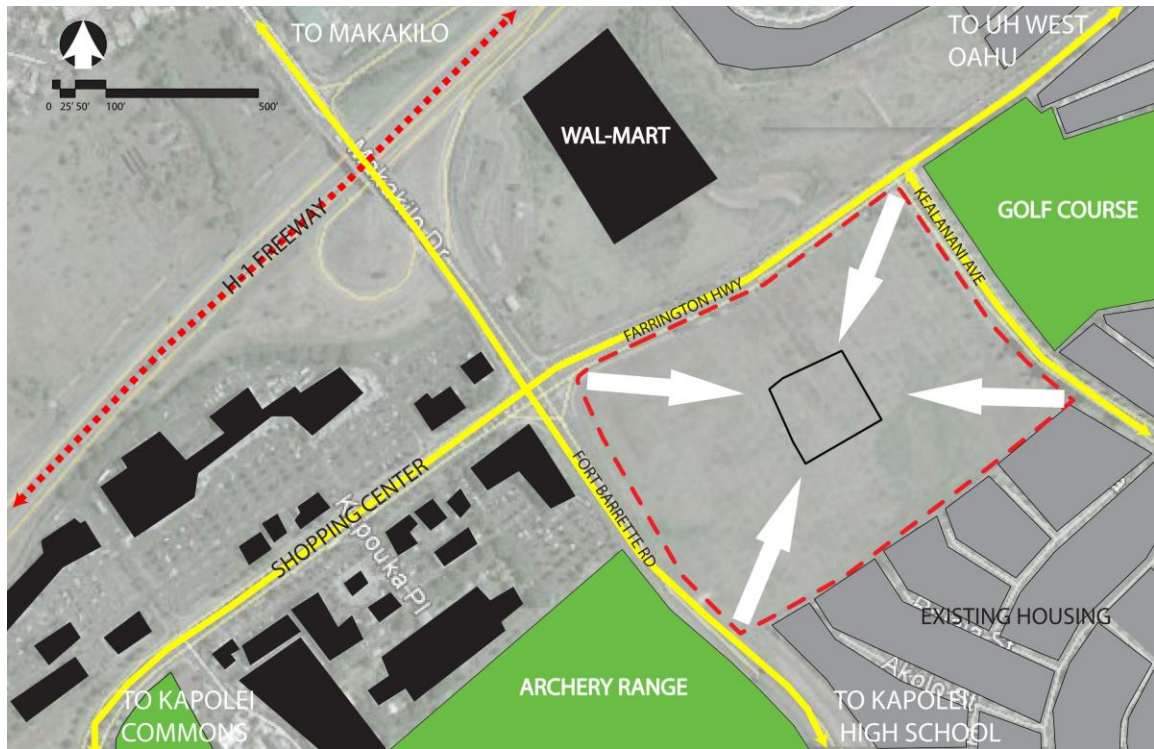 TO MAKAKILO
TO UH WEST
OAHU
0 25' 50' 100' 500'
WAL-MART
Makakilo Dr
H-1 FREEWAY
GOLF COURSE
KEALANANI AVE
FARRINGTON HWY
SHOPPING CENTER
FORT BARRETTE RD
Kapouka Pl
EXISTING HOUSING
ARCHERY RANGE
TO KAPOLEI
COMMONS
TO KAPOLEI
HIGH SCHOOL